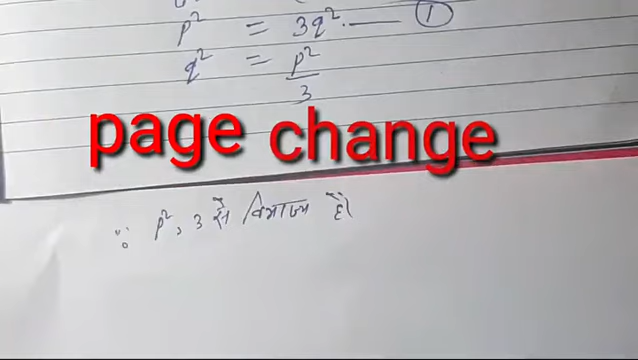 p² = 3q² — ①
q² = p²/3
page change
∵ p², 3 से विभाज्य है।